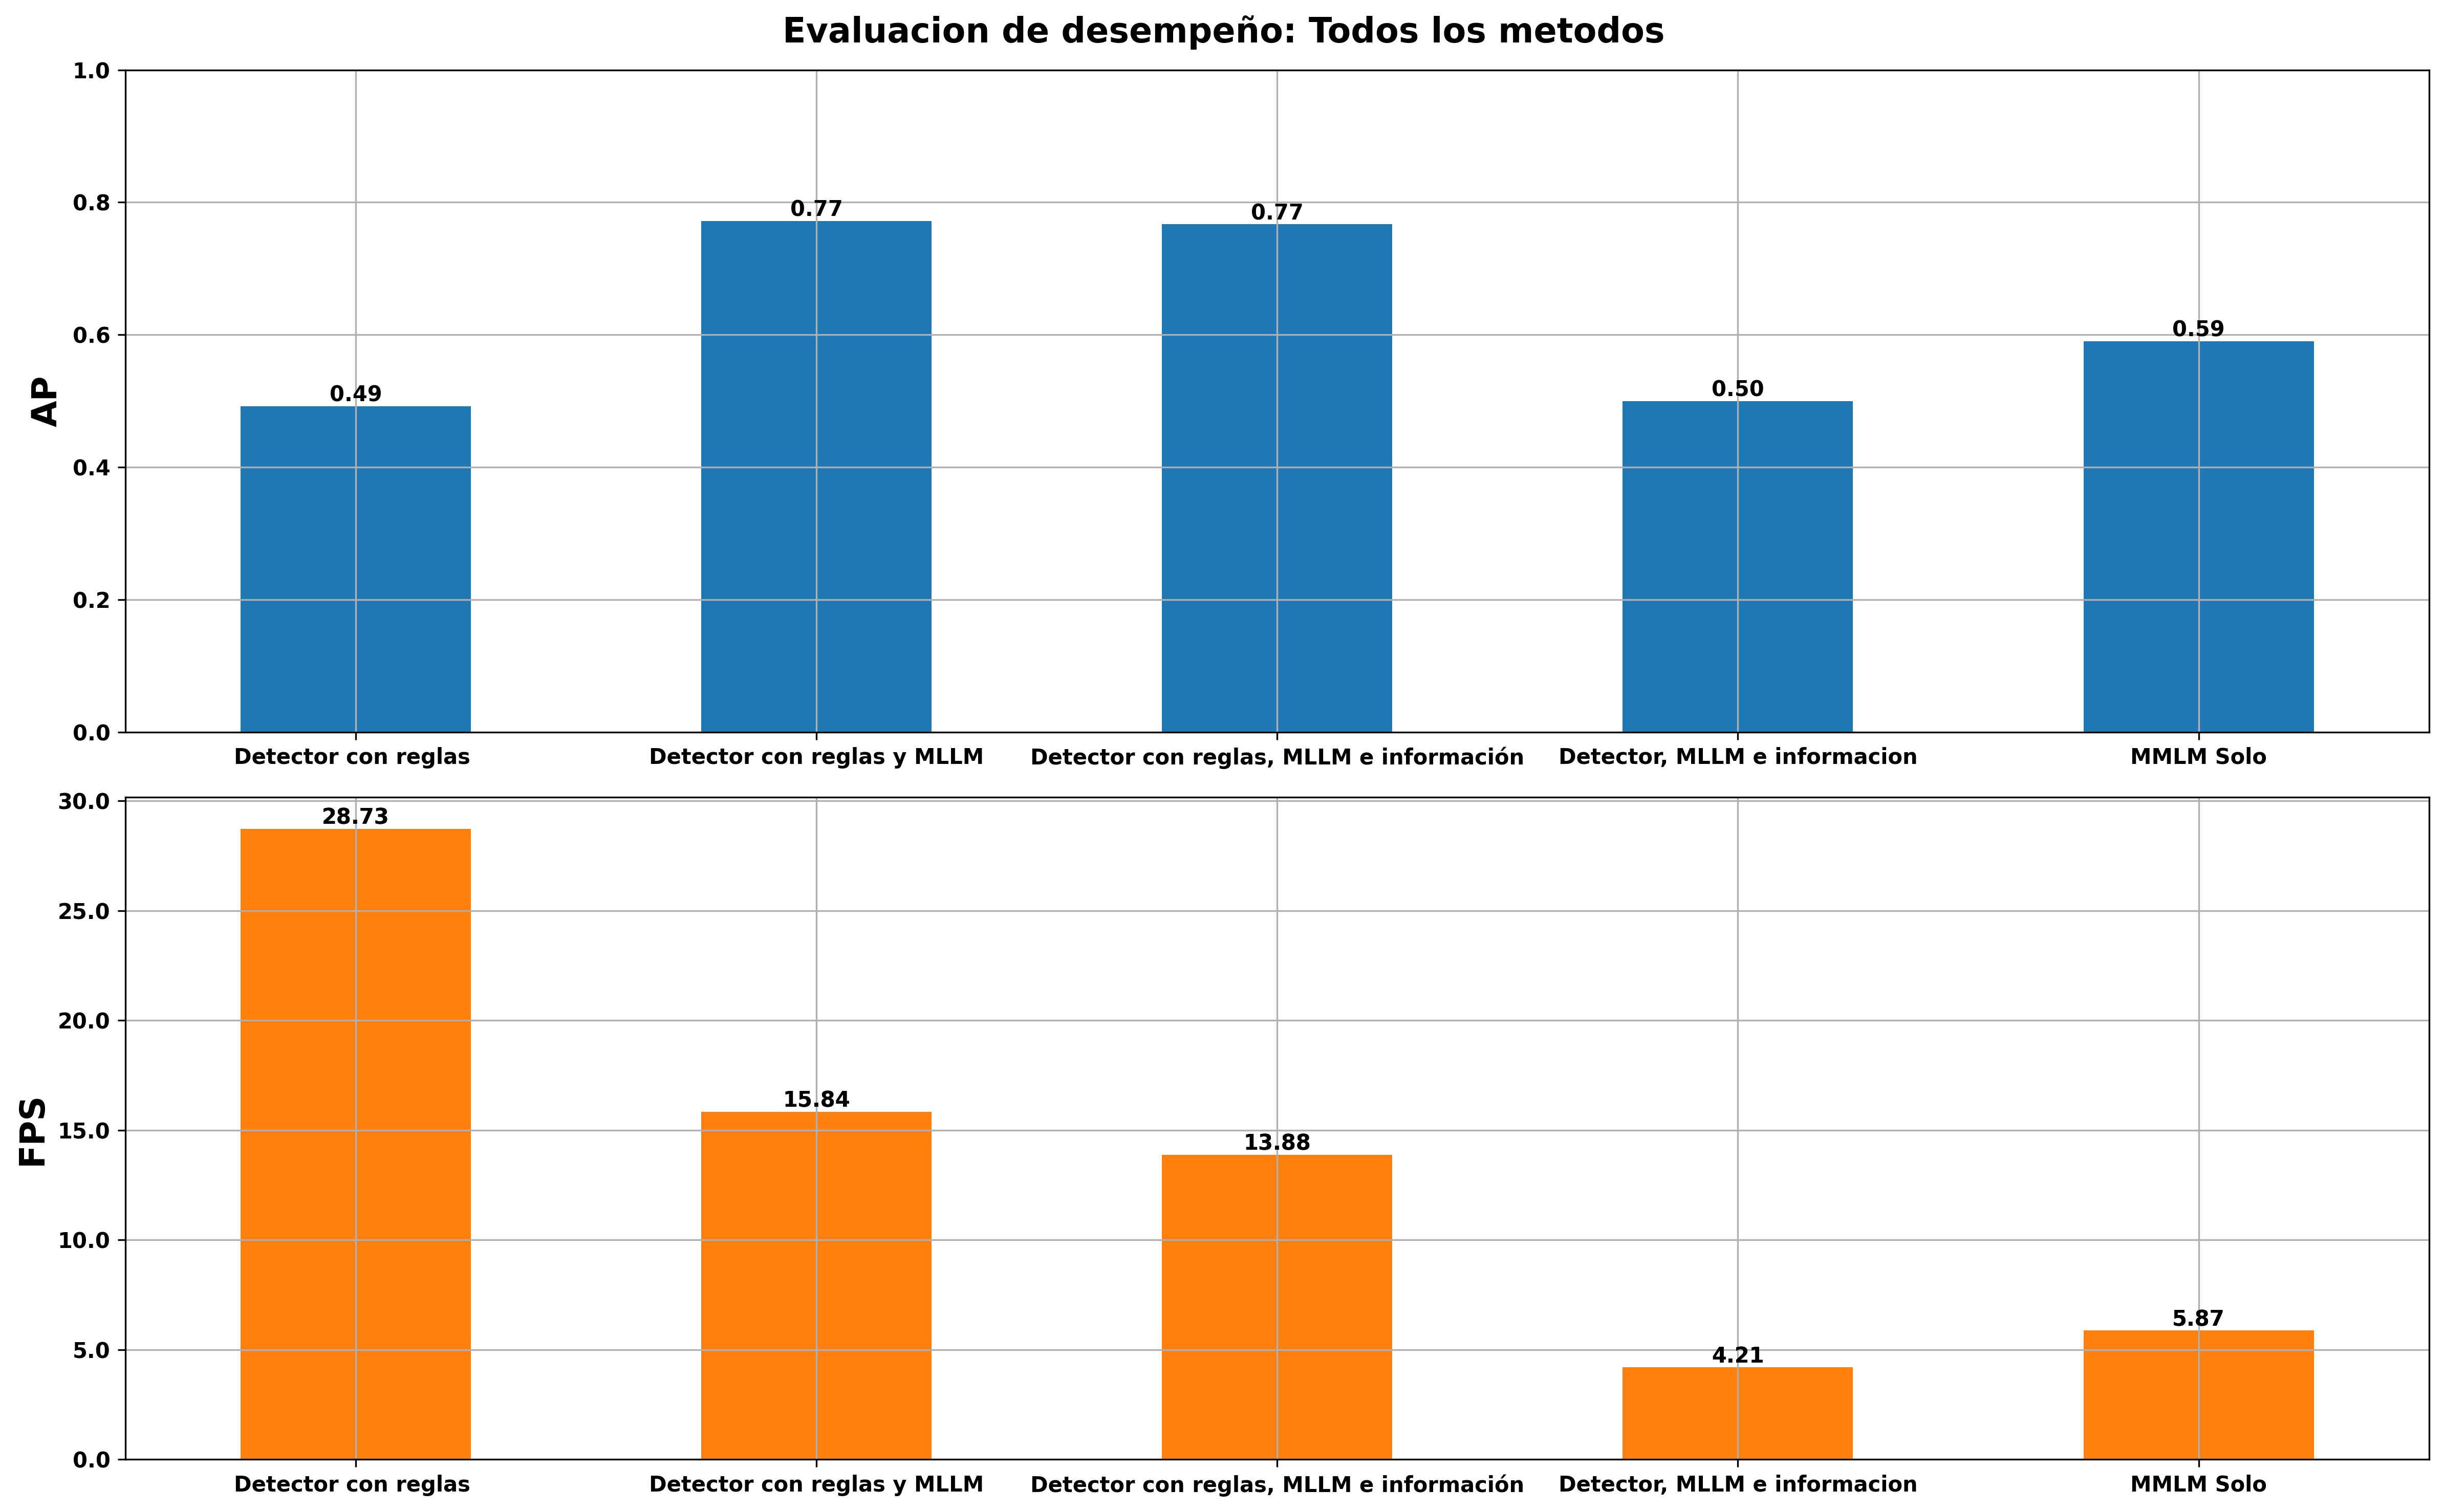 Evaluacion de desempeño: Todos los metodos
AP
1.0
0.8
0.6
0.4
0.2
0.0
0.49
0.77
0.77
0.50
0.59
Detector con reglas
Detector con reglas y MLLM
Detector con reglas, MLLM e información
Detector, MLLM e informacion
MMLM Solo
FPS
30.0
25.0
20.0
15.0
10.0
5.0
0.0
28.73
15.84
13.88
4.21
5.87
Detector con reglas
Detector con reglas y MLLM
Detector con reglas, MLLM e información
Detector, MLLM e informacion
MMLM Solo